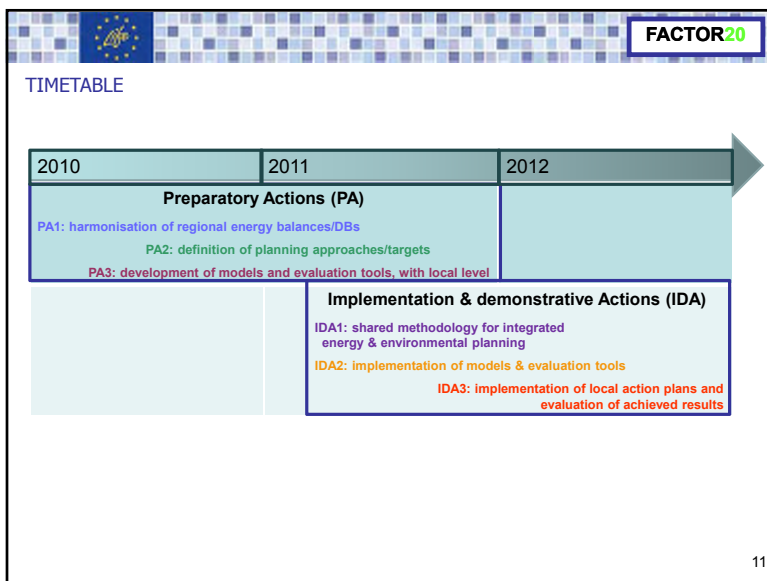 FACTOR20
TIMETABLE
2010 2011 2012
Preparatory Actions (PA)
PA1: harmonisation of regional energy balances/DBs
PA2: definition of planning approaches/targets
PA3: development of models and evaluation tools, with local level
Implementation & demonstrative Actions (IDA)
IDA1: shared methodology for integrated
energy & environmental planning
IDA2: implementation of models & evaluation tools
IDA3: implementation of local action plans and
evaluation of achieved results
11